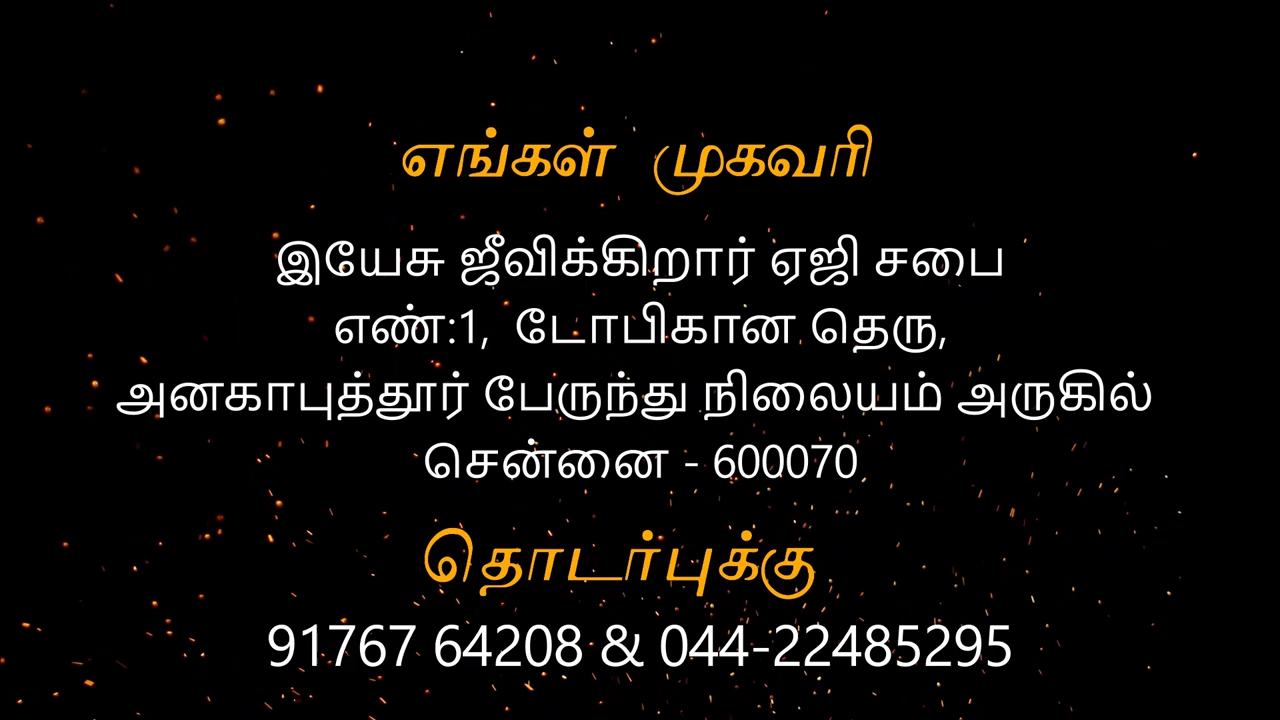 எங்கள் முகவரி
இயேசு ஜீவிக்கிறார் ஏஜி சபை
எண்:1, டோபிகான தெரு,
அனகாபுத்தூர் பேருந்து நிலையம் அருகில்
சென்னை - 600070
தொடர்புக்கு
91767 64208 & 044-22485295